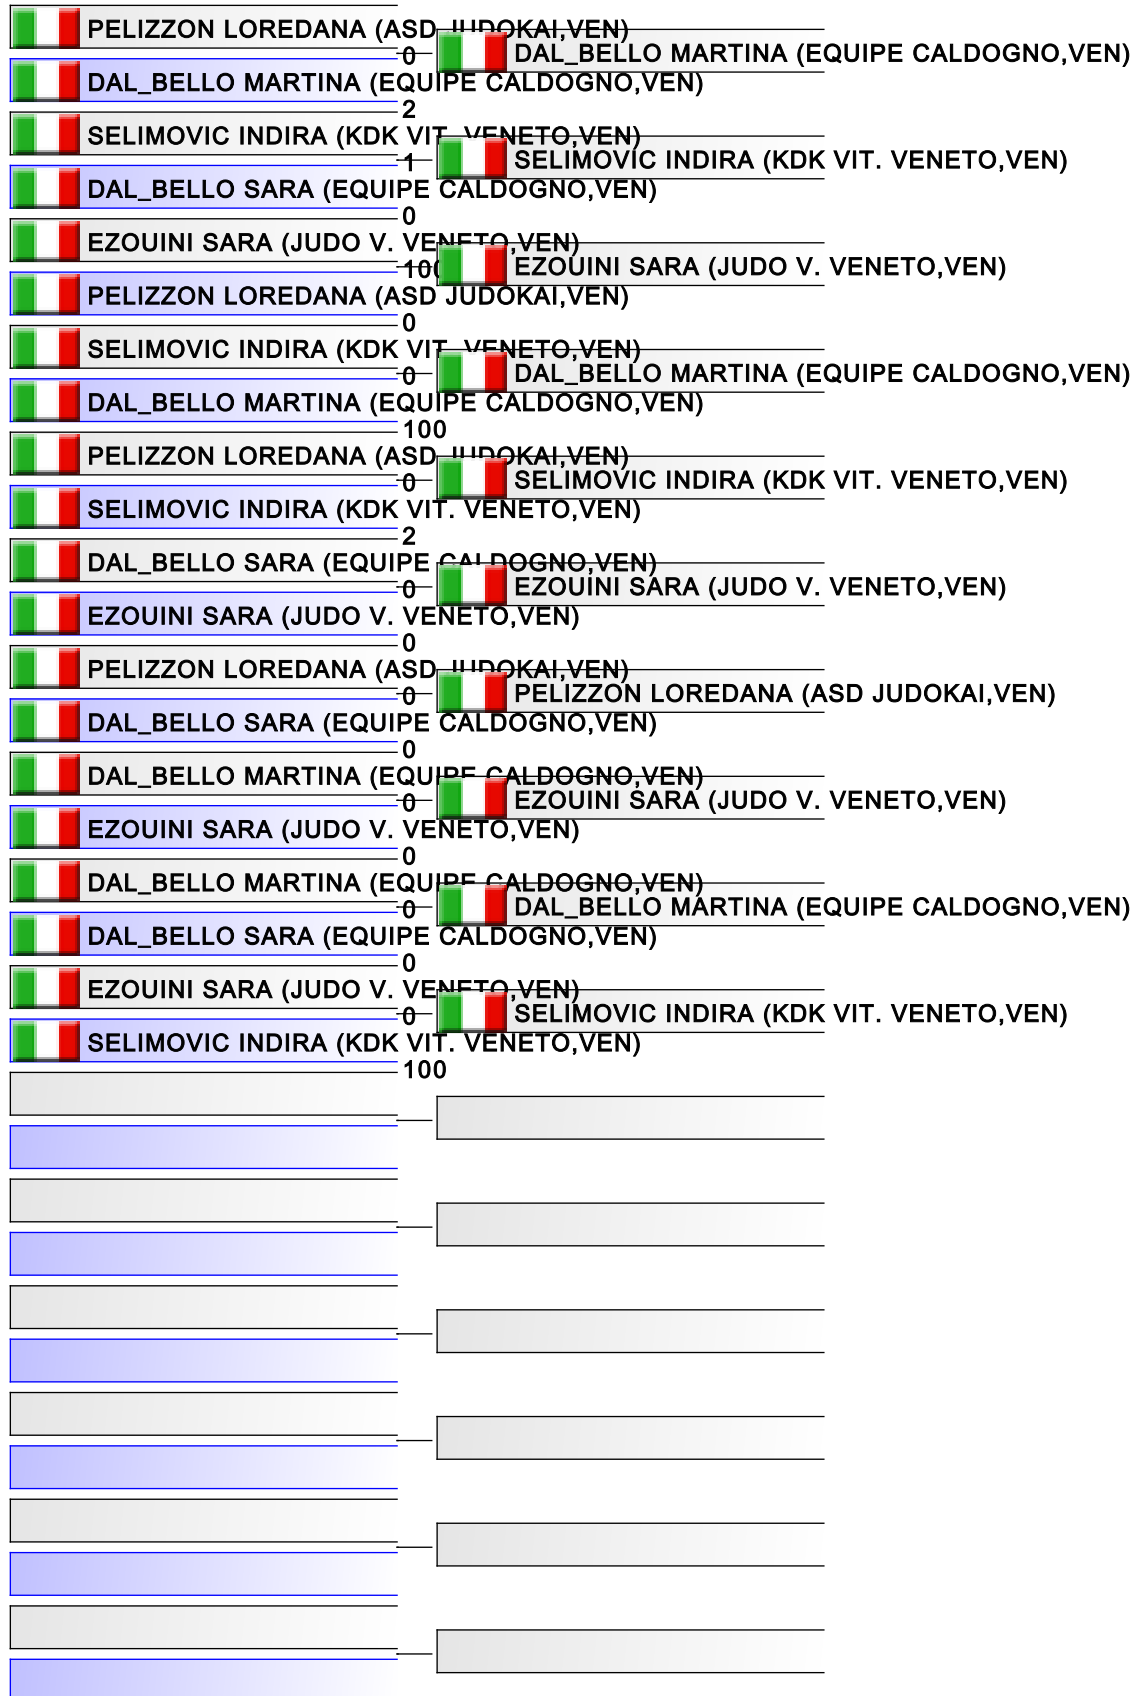 PELIZZON LOREDANA (ASD JUDOKAI,VEN)
0
DAL_BELLO MARTINA (EQUIPE CALDOGNO,VEN)
DAL_BELLO MARTINA (EQUIPE CALDOGNO,VEN)
2
SELIMOVIC INDIRA (KDK VIT. VENETO,VEN)
1
SELIMOVIC INDIRA (KDK VIT. VENETO,VEN)
DAL_BELLO SARA (EQUIPE CALDOGNO,VEN)
0
EZOUINI SARA (JUDO V. VENETO,VEN)
100
EZOUINI SARA (JUDO V. VENETO,VEN)
PELIZZON LOREDANA (ASD JUDOKAI,VEN)
0
SELIMOVIC INDIRA (KDK VIT. VENETO,VEN)
0
DAL_BELLO MARTINA (EQUIPE CALDOGNO,VEN)
DAL_BELLO MARTINA (EQUIPE CALDOGNO,VEN)
100
PELIZZON LOREDANA (ASD JUDOKAI,VEN)
0
SELIMOVIC INDIRA (KDK VIT. VENETO,VEN)
SELIMOVIC INDIRA (KDK VIT. VENETO,VEN)
2
DAL_BELLO SARA (EQUIPE CALDOGNO,VEN)
0
EZOUINI SARA (JUDO V. VENETO,VEN)
EZOUINI SARA (JUDO V. VENETO,VEN)
0
PELIZZON LOREDANA (ASD JUDOKAI,VEN)
0
PELIZZON LOREDANA (ASD JUDOKAI,VEN)
DAL_BELLO SARA (EQUIPE CALDOGNO,VEN)
0
DAL_BELLO MARTINA (EQUIPE CALDOGNO,VEN)
0
EZOUINI SARA (JUDO V. VENETO,VEN)
EZOUINI SARA (JUDO V. VENETO,VEN)
0
DAL_BELLO MARTINA (EQUIPE CALDOGNO,VEN)
0
DAL_BELLO MARTINA (EQUIPE CALDOGNO,VEN)
DAL_BELLO SARA (EQUIPE CALDOGNO,VEN)
0
EZOUINI SARA (JUDO V. VENETO,VEN)
0
SELIMOVIC INDIRA (KDK VIT. VENETO,VEN)
SELIMOVIC INDIRA (KDK VIT. VENETO,VEN)
100